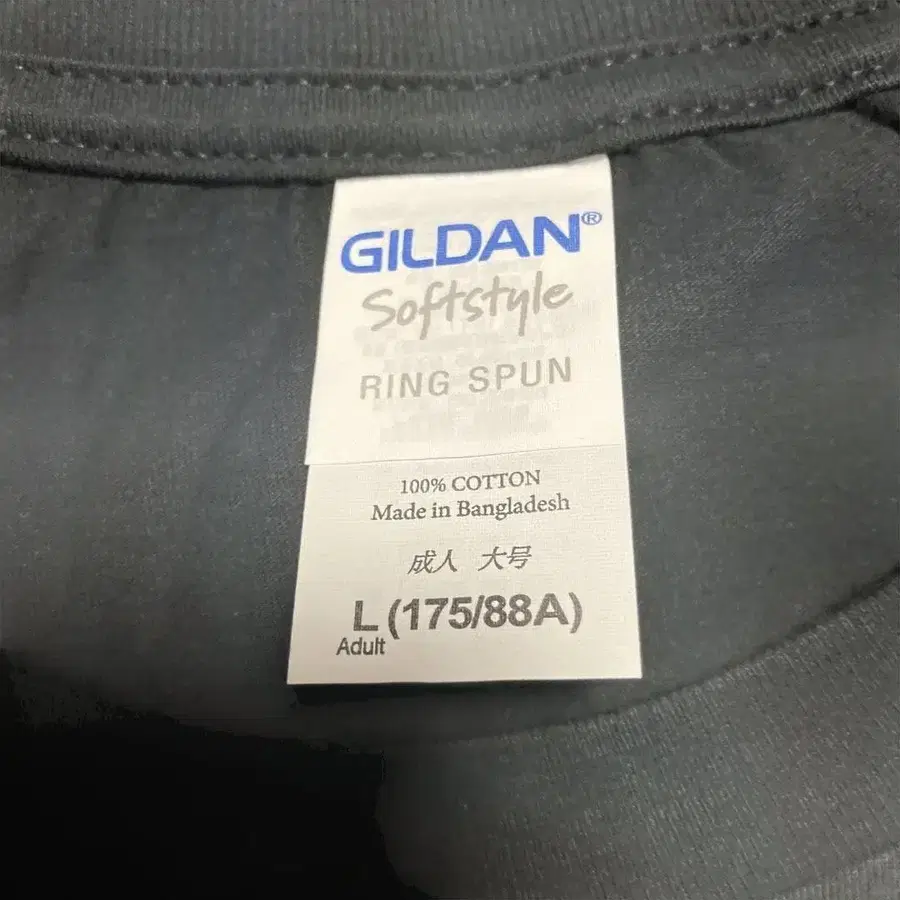 GILDAN®
Softstyle
RING SPUN
100% COTTON
Made in Bangladesh
成人 大号
L (175/88A)
Adult